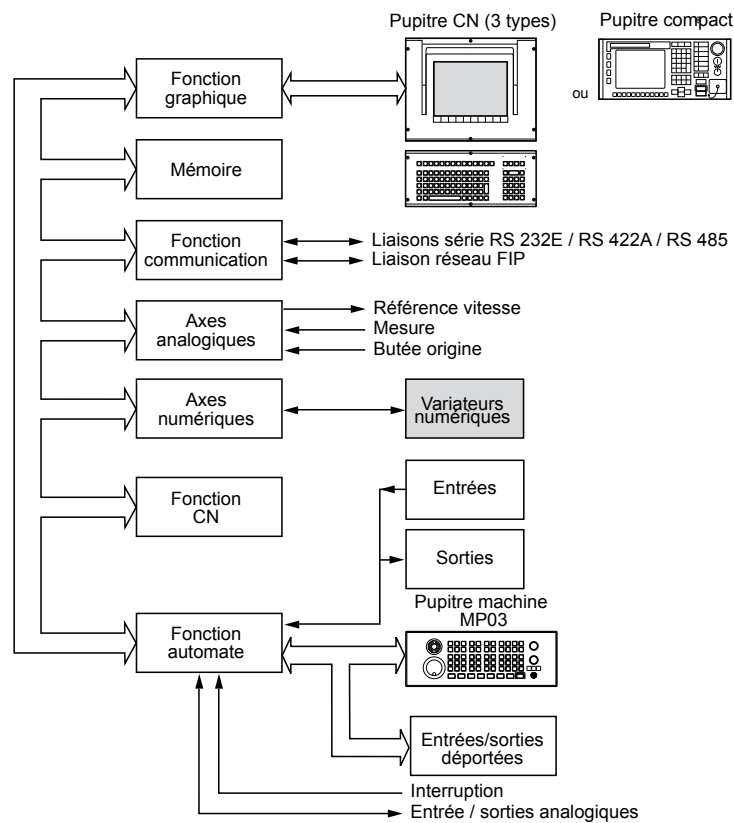 Pupitre CN (3 types)
Pupitre compact
Fonction
graphique
ou
Mémoire
Fonction
communication
Liaisons série RS 232E / RS 422A / RS 485
Liaison réseau FIP
Axes
analogiques
Référence vitesse
Mesure
Butée origine
Axes
numériques
Variateurs
numériques
Fonction
CN
Entrées
Sorties
Pupitre machine
MP03
Fonction
automate
Entrées/sorties
déportées
Interruption
Entrée / sorties analogiques